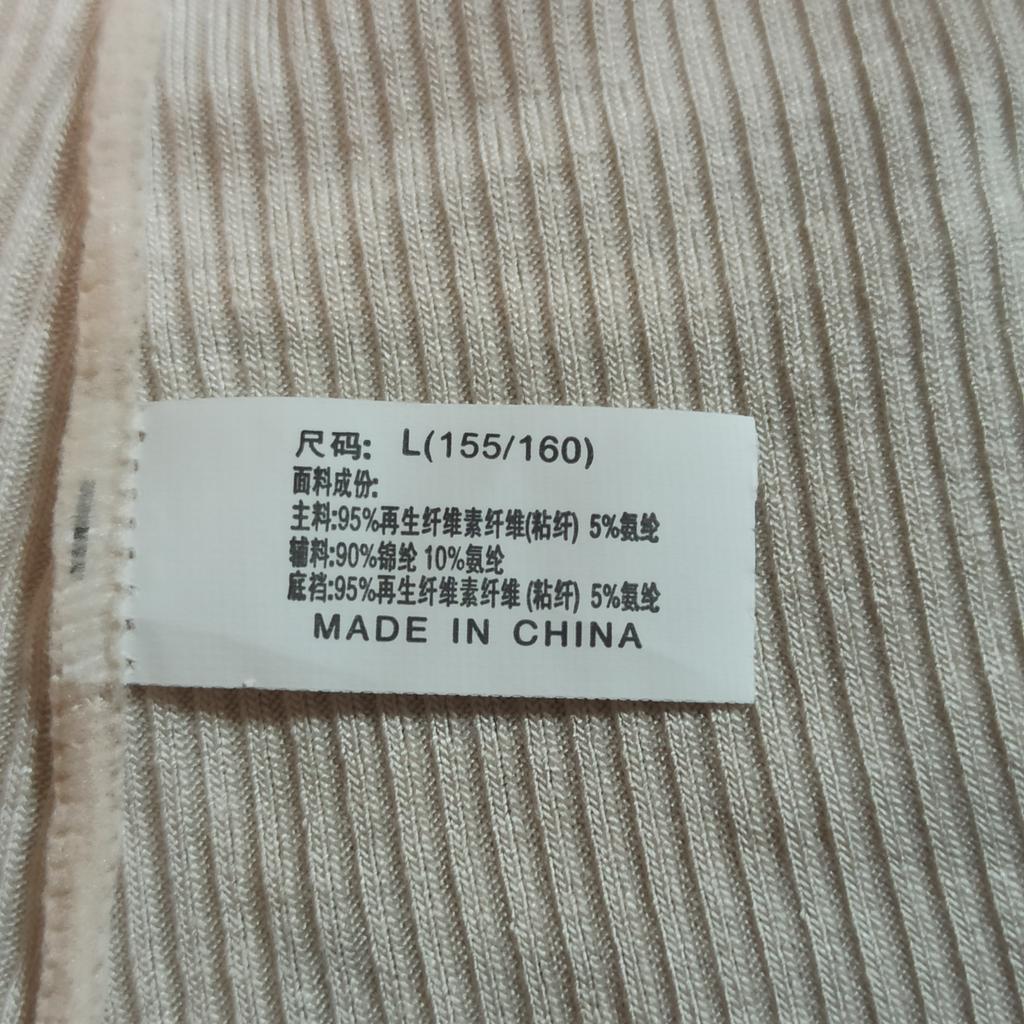 尺码: L(155/160)
面料成份:
主料:95%再生纤维素纤维(粘纤) 5%氨纶
辅料:90%锦纶 10%氨纶
底裆:95%再生纤维素纤维 (粘纤) 5%氨纶
MADE IN CHINA